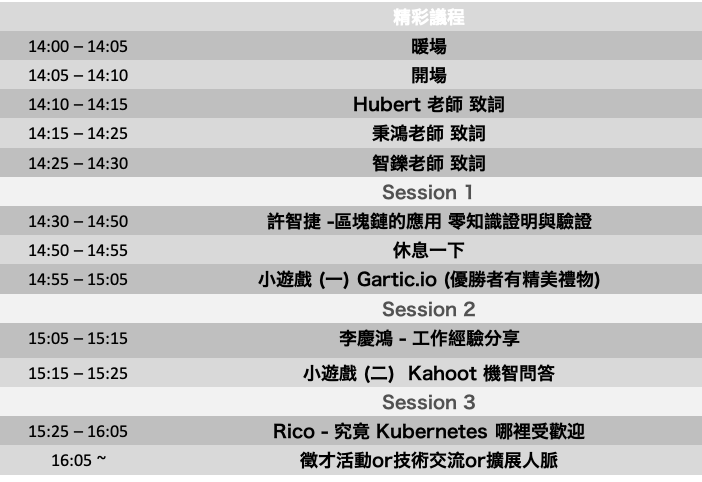 精彩議程
14:00 – 14:05 暖場
14:05 – 14:10 開場
14:10 – 14:15 Hubert 老師 致詞
14:15 – 14:25 秉鴻老師 致詞
14:25 – 14:30 智鑠老師 致詞
Session 1
14:30 – 14:50 許智捷 -區塊鏈的應用 零知識證明與驗證
14:50 – 14:55 休息一下
14:55 – 15:05 小遊戲 (一) Gartic.io (優勝者有精美禮物)
Session 2
15:05 – 15:15 李慶鴻 - 工作經驗分享
15:15 – 15:25 小遊戲 (二) Kahoot 機智問答
Session 3
15:25 – 16:05 Rico - 究竟 Kubernetes 哪裡受歡迎
16:05 ~ 徵才活動or技術交流or擴展人脈